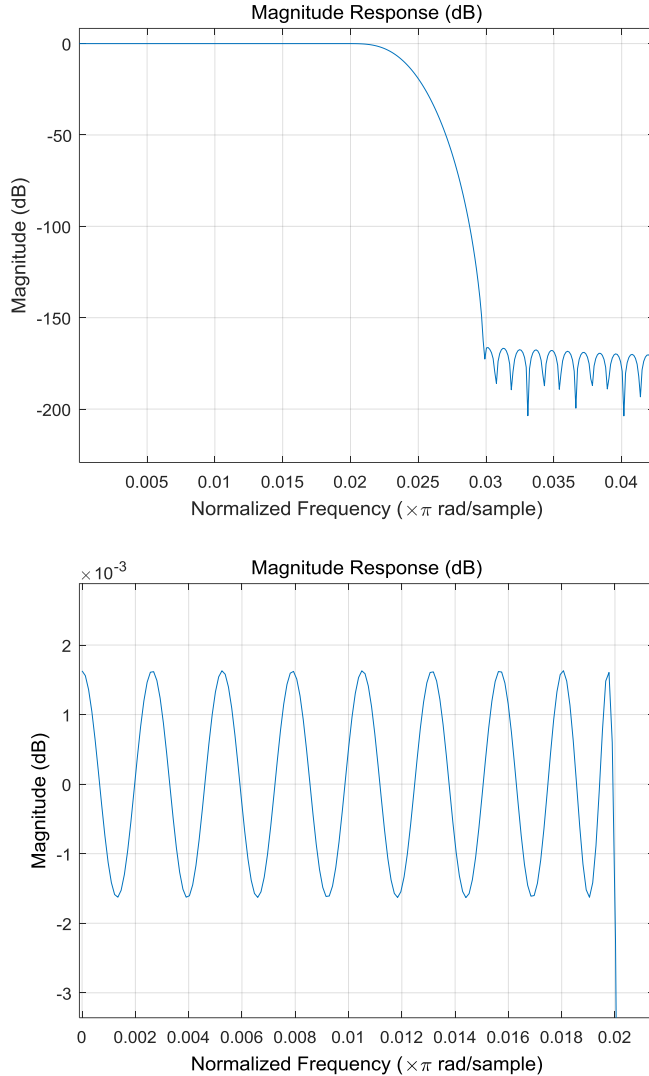 Magnitude Response (dB)
0
-50
-100
-150
-200
Magnitude (dB)
0.005 0.01 0.015 0.02 0.025 0.03 0.035 0.04
Normalized Frequency (×π rad/sample)
Magnitude Response (dB)
×10-3
2
1
0
-1
-2
-3
Magnitude (dB)
0 0.002 0.004 0.006 0.008 0.01 0.012 0.014 0.016 0.018 0.02
Normalized Frequency (×π rad/sample)